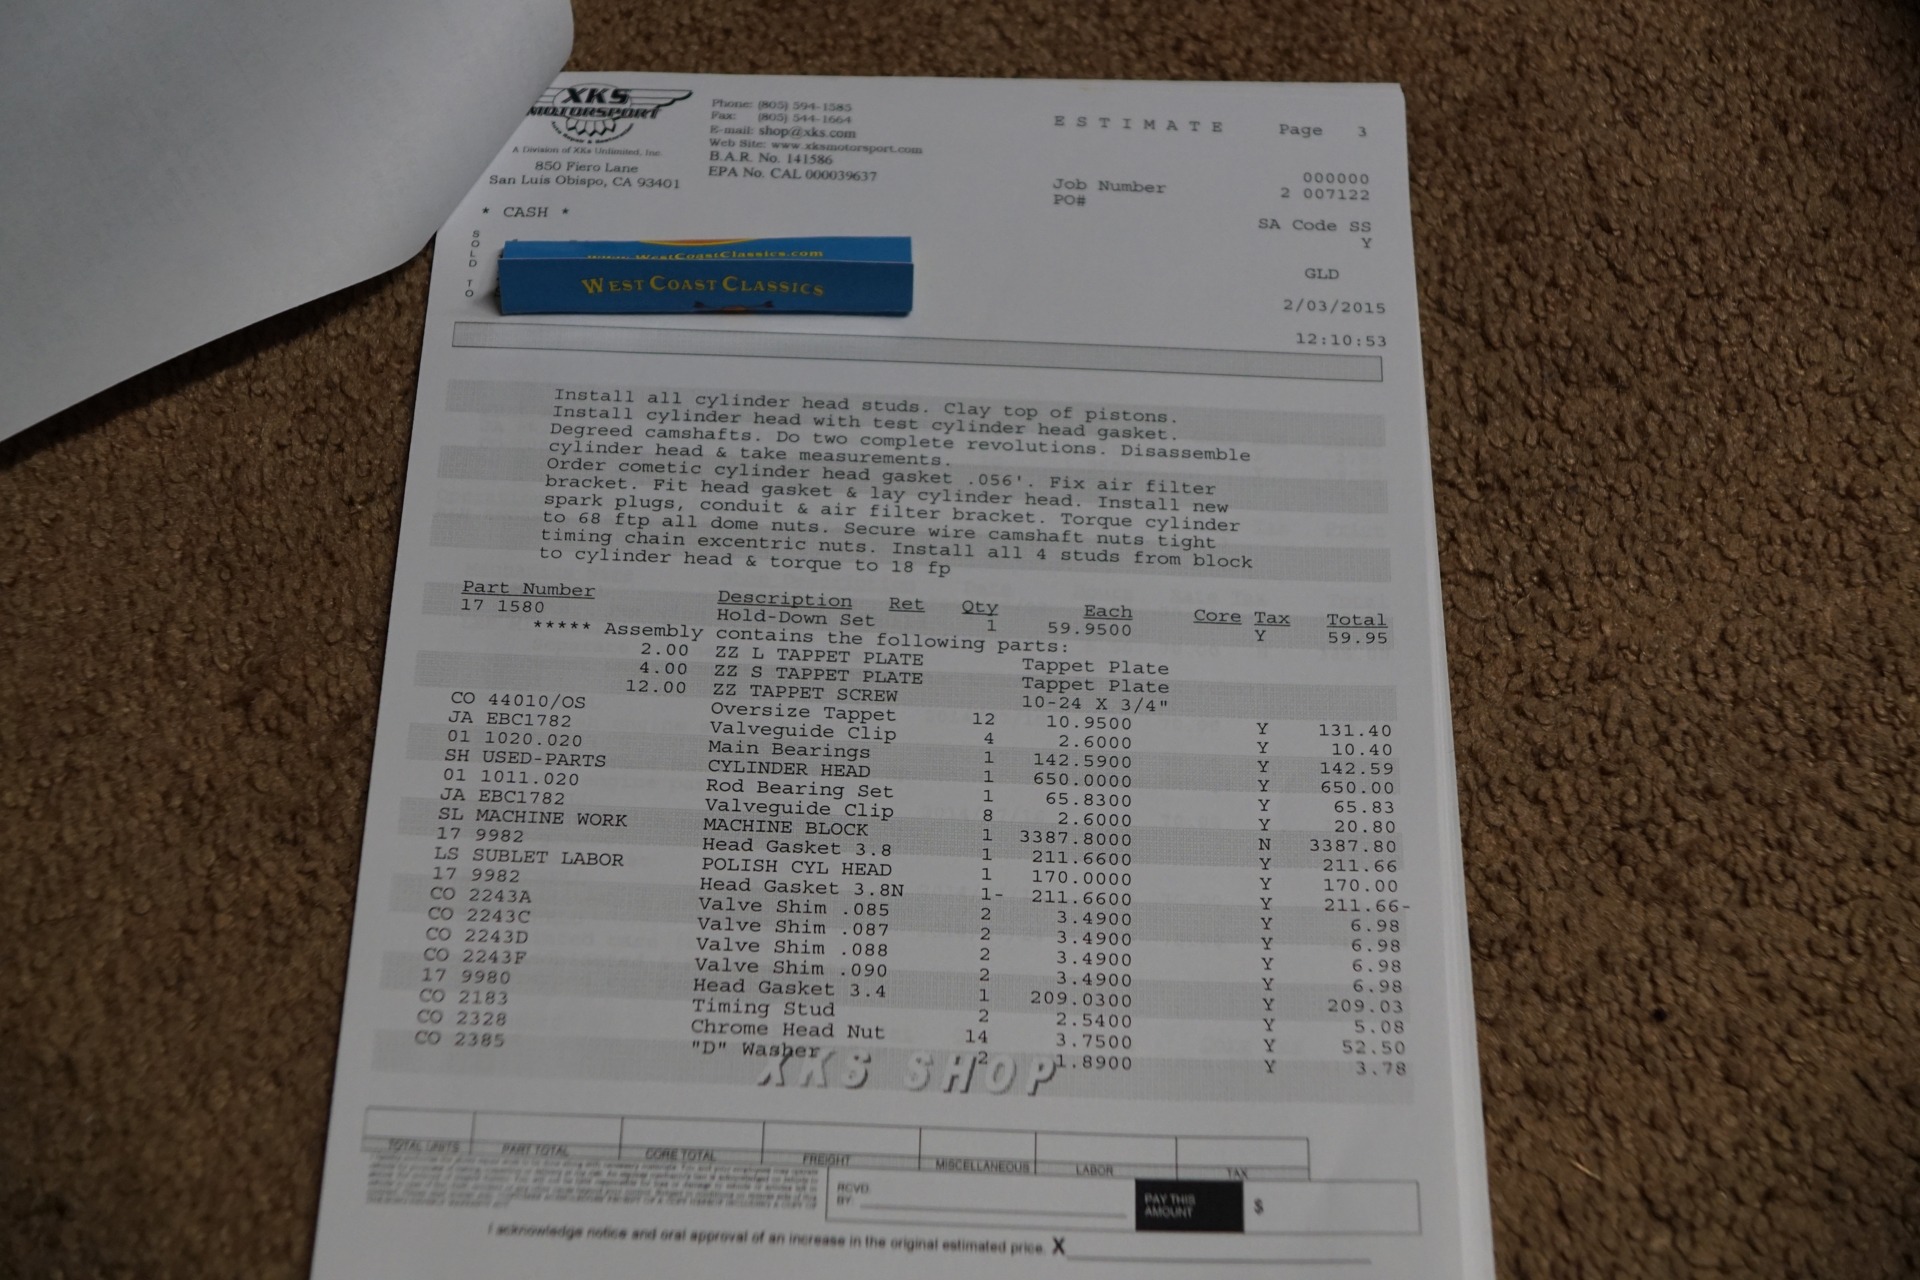 XKS
MOTORSPORT
A Division of XKs Unlimited, Inc.
850 Fiero Lane
San Luis Obispo, CA 93401
Phone: (805) 594-1585
Fax: (805) 544-1664
E-mail: shop@xks.com
Web Site: www.xksmotorsport.com
B.A.R. No. 141586
EPA No. CAL 000039637
ESTIMATE Page 3
000000
Job Number 2 007122
PO#
SA Code SS
Y
GLD
2/03/2015
12:10:53
* CASH *
SOLD TO
www.WestCoastClassics.com
WEST COAST CLASSICS
Install all cylinder head studs. Clay top of pistons.
Install cylinder head with test cylinder head gasket.
Degreed camshafts. Do two complete revolutions. Disassemble
cylinder head & take measurements.
Order cometic cylinder head gasket .056'. Fix air filter
bracket. Fit head gasket & lay cylinder head. Install new
spark plugs, conduit & air filter bracket. Torque cylinder
to 68 ftp all dome nuts. Secure wire camshaft nuts tight
timing chain excentric nuts. Install all 4 studs from block
to cylinder head & torque to 18 fp
Part Number Description Ret Qty Each Core Tax Total
17 1580 Hold-Down Set 1 59.9500 Y 59.95
***** Assembly contains the following parts:
2.00 ZZ L TAPPET PLATE Tappet Plate
4.00 ZZ S TAPPET PLATE Tappet Plate
12.00 ZZ TAPPET SCREW 10-24 X 3/4"
CO 44010/OS Oversize Tappet 12 10.9500 Y 131.40
JA EBC1782 Valveguide Clip 4 2.6000 Y 10.40
01 1020.020 Main Bearings 1 142.5900 Y 142.59
SH USED-PARTS CYLINDER HEAD 1 650.0000 Y 650.00
01 1011.020 Rod Bearing Set 1 65.8300 Y 65.83
JA EBC1782 Valveguide Clip 8 2.6000 Y 20.80
SL MACHINE WORK MACHINE BLOCK 1 3387.8000 N 3387.80
17 9982 Head Gasket 3.8 1 211.6600 Y 211.66
LS SUBLET LABOR POLISH CYL HEAD 1 170.0000 Y 170.00
17 9982 Head Gasket 3.8N 1- 211.6600 Y 211.66-
CO 2243A Valve Shim .085 2 3.4900 Y 6.98
CO 2243C Valve Shim .087 2 3.4900 Y 6.98
CO 2243D Valve Shim .088 2 3.4900 Y 6.98
CO 2243F Valve Shim .090 2 3.4900 Y 6.98
17 9980 Head Gasket 3.4 1 209.0300 Y 209.03
CO 2183 Timing Stud 2 2.5400 Y 5.08
CO 2328 Chrome Head Nut 14 3.7500 Y 52.50
CO 2385 "D" Washer 2 1.8900 Y 3.78
XKS SHOP
TOTAL UNITS PART TOTAL CORE TOTAL FREIGHT MISCELLANEOUS LABOR TAX
RCVD. BY: PAY THIS AMOUNT $
I acknowledge notice and oral approval of an increase in the original estimated price. X